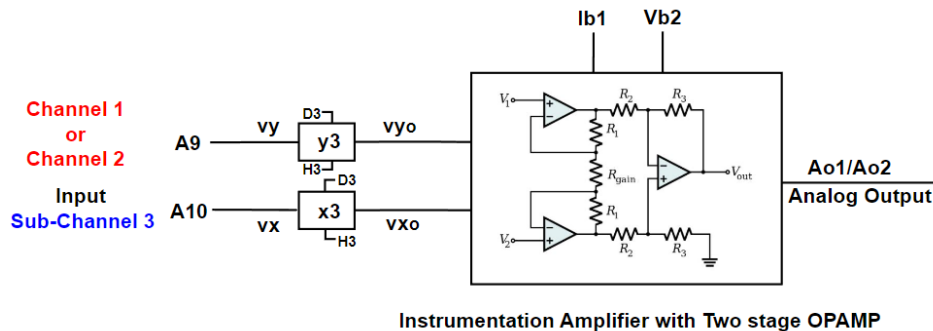 Ib1 Vb2
Channel 1
or
Channel 2
Input
Sub-Channel 3
A9 vy D3 y3 H3 vyo
A10 vx D3 x3 H3 vxo
V1 + − R2 R3
R1
Rgain
R1
− + Vout
V2 − + R2 R3
Ao1/Ao2
Analog Output
Instrumentation Amplifier with Two stage OPAMP